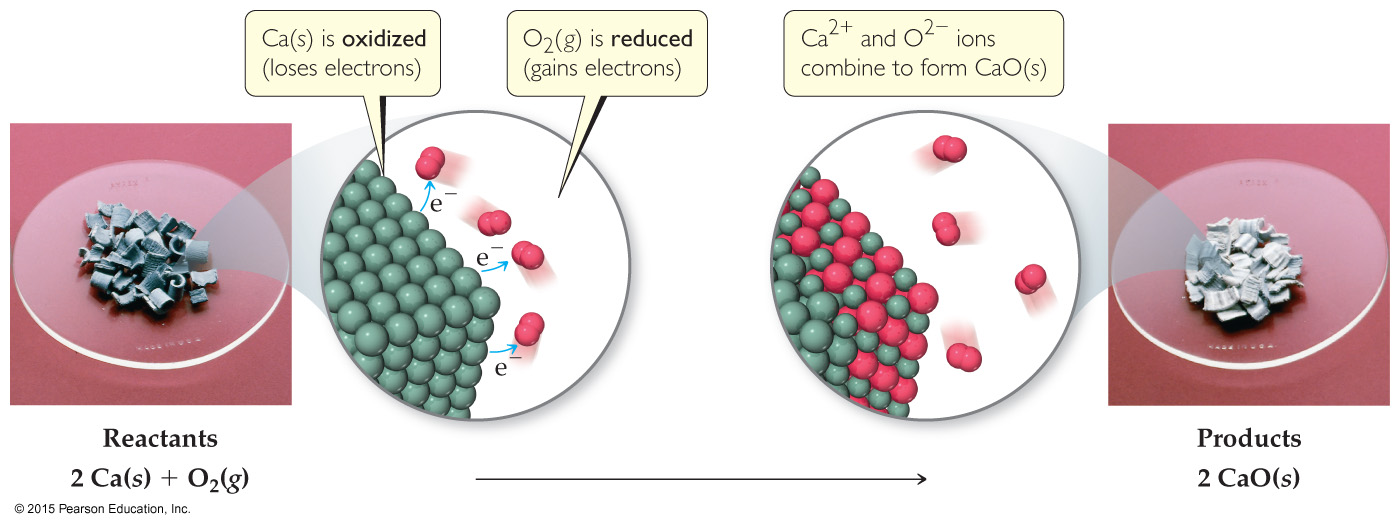 Ca(s) is oxidized
(loses electrons)
O₂(g) is reduced
(gains electrons)
Ca²⁺ and O²⁻ ions
combine to form CaO(s)
e⁻
e⁻
e⁻
Reactants
2 Ca(s) + O₂(g)
Products
2 CaO(s)
© 2015 Pearson Education, Inc.